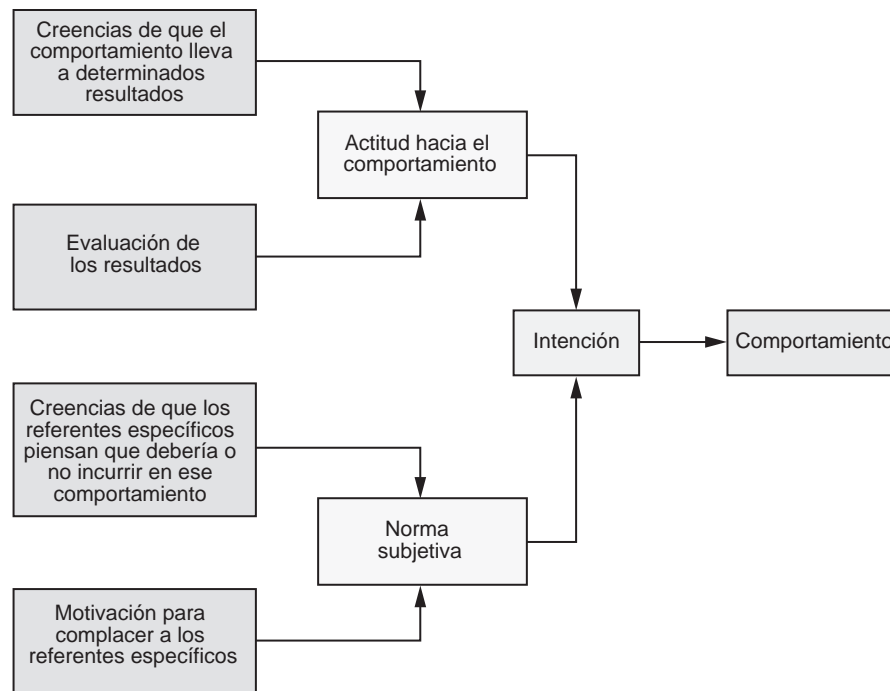 Creencias de que el
comportamiento lleva
a determinados
resultados
Actitud hacia el
comportamiento
Evaluación de
los resultados
Intención
Comportamiento
Creencias de que los
referentes específicos
piensan que debería o
no incurrir en ese
comportamiento
Norma
subjetiva
Motivación para
complacer a los
referentes específicos